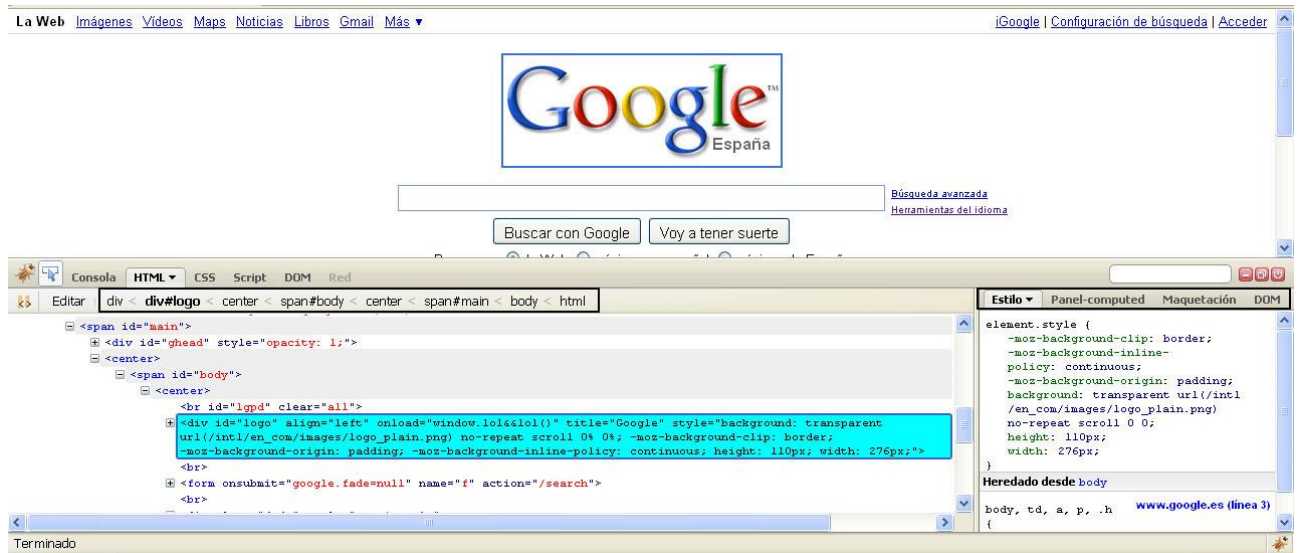 La Web Imágenes Vídeos Maps Noticias Libros Gmail Más ▼ iGoogle | Configuración de búsqueda | Acceder
Google™
España
Búsqueda avanzada
Herramientas del idioma
Buscar con Google Voy a tener suerte
Consola HTML ▾ CSS Script DOM Red
Editar div < div#logo < center < span#body < center < span#main < body < html
Estilo ▾ Panel-computed Maquetación DOM
<span id="main">
<div id="ghead" style="opacity: 1;">
<center>
<span id="body">
<center>
<br id="lgpd" clear="all">
<div id="logo" align="left" onload="window.lol&&lol()" title="Google" style="background: transparent
url(/intl/en_com/images/logo_plain.png) no-repeat scroll 0% 0%; -moz-background-clip: border;
-moz-background-origin: padding; -moz-background-inline-policy: continuous; height: 110px; width: 276px;">
<br>
<form onsubmit="google.fade=null" name="f" action="/search">
<br>
element.style {
-moz-background-clip: border;
-moz-background-inline-
policy: continuous;
-moz-background-origin: padding;
background: transparent url(/intl
/en_com/images/logo_plain.png)
no-repeat scroll 0 0;
height: 110px;
width: 276px;
}
Heredado desde body
body, td, a, p, .h www.google.es (línea 3)
{
Terminado